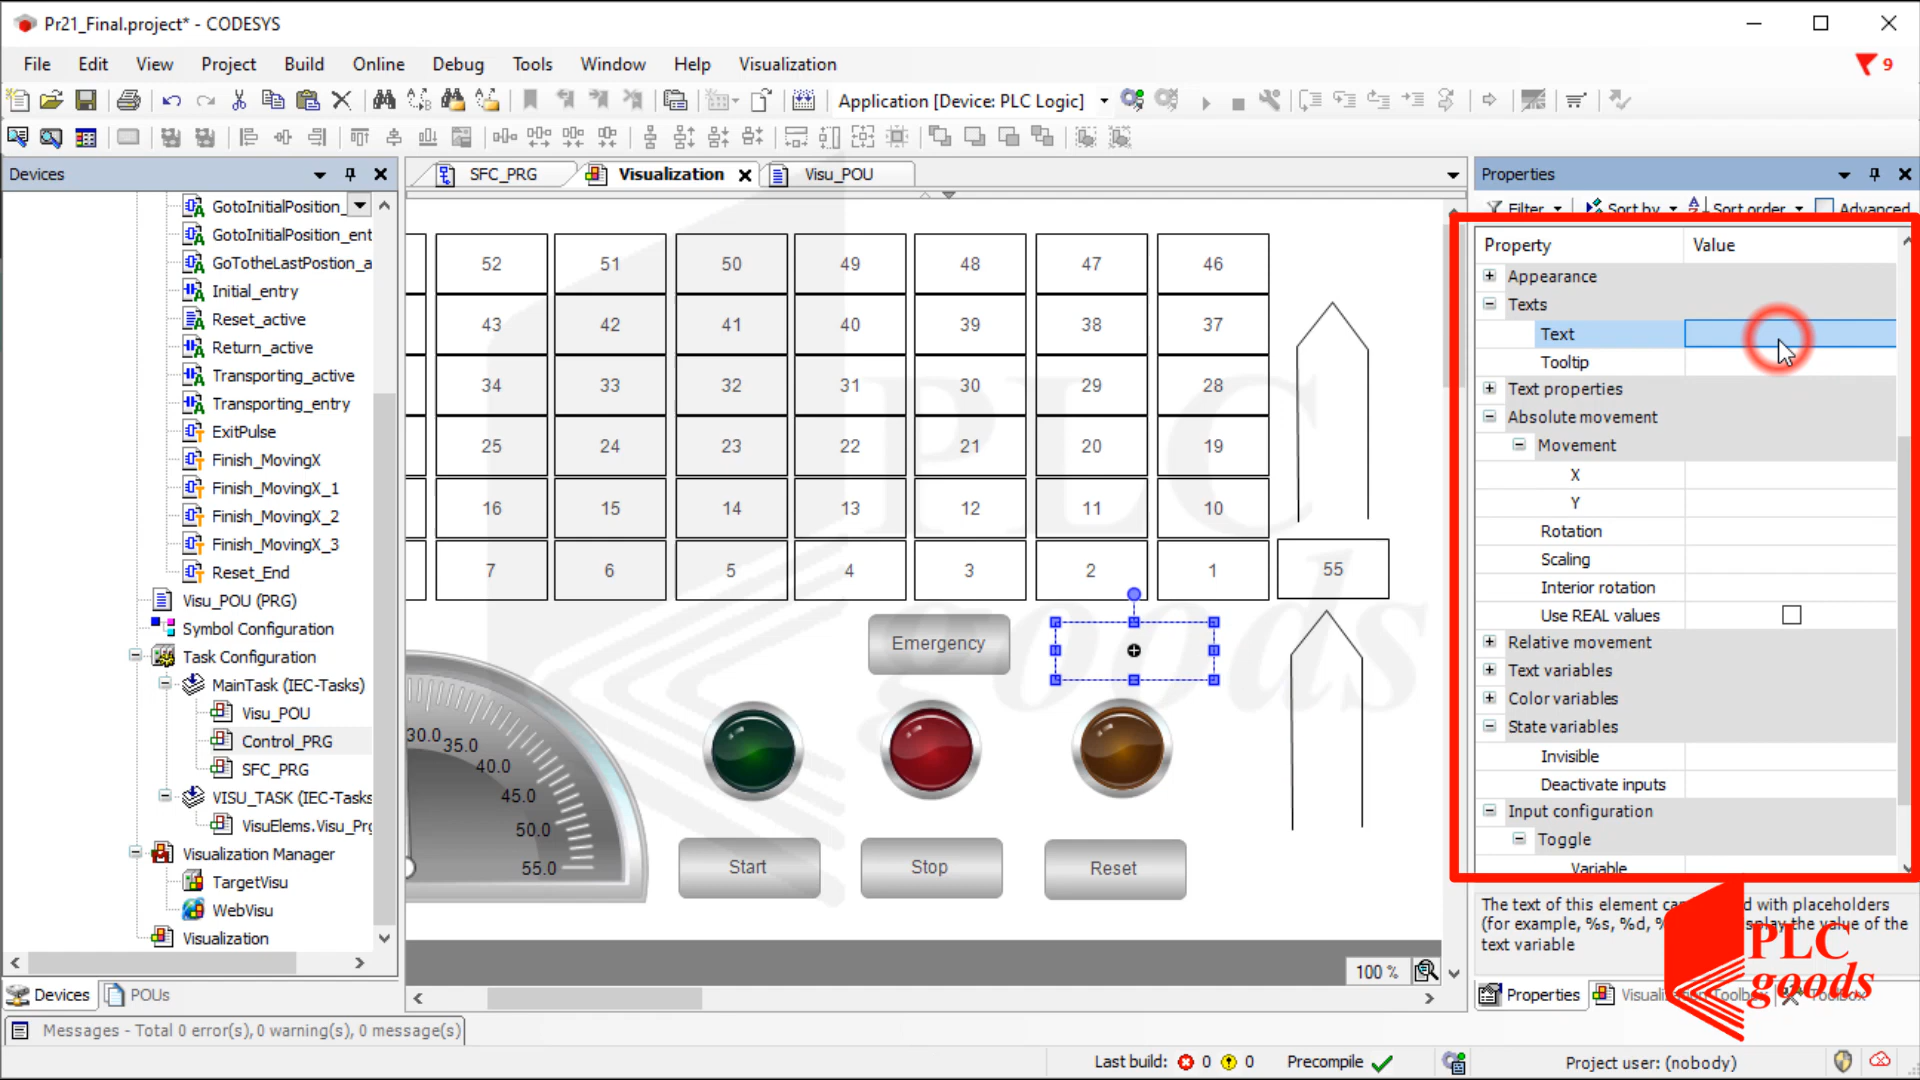 Pr21_Final.project* - CODESYS
File Edit View Project Build Online Debug Tools Window Help Visualization
9
Application [Device: PLC Logic]
Devices
GotoInitialPosition_
GotoInitialPosition_ent
GoTotheLastPostion_a
Initial_entry
Reset_active
Return_active
Transporting_active
Transporting_entry
ExitPulse
Finish_MovingX
Finish_MovingX_1
Finish_MovingX_2
Finish_MovingX_3
Reset_End
Visu_POU (PRG)
Symbol Configuration
Task Configuration
MainTask (IEC-Tasks)
Visu_POU
Control_PRG
SFC_PRG
VISU_TASK (IEC-Tasks
VisuElems.Visu_Prg
Visualization Manager
TargetVisu
WebVisu
Visualization
Devices POUs
SFC_PRG Visualization Visu_POU
52 51 50 49 48 47 46
43 42 41 40 39 38 37
34 33 32 31 30 29 28
25 24 23 22 21 20 19
16 15 14 13 12 11 10
7 6 5 4 3 2 1 55
PLC
goods
Emergency
30.0
35.0
40.0
45.0
50.0
55.0
Start Stop Reset
100 %
Properties
Filter Sort by Sort order Advanced
Property Value
Appearance
Texts
Text
Tooltip
Text properties
Absolute movement
Movement
X
Y
Rotation
Scaling
Interior rotation
Use REAL values
Relative movement
Text variables
Color variables
State variables
Invisible
Deactivate inputs
Input configuration
Toggle
Variable
The text of this element can with placeholders
(for example, %s, %d, the value of the
text variable
PLC
goods
Properties
Messages - Total 0 error(s), 0 warning(s), 0 message(s)
Last build: 0 0 Precompile Project user: (nobody)